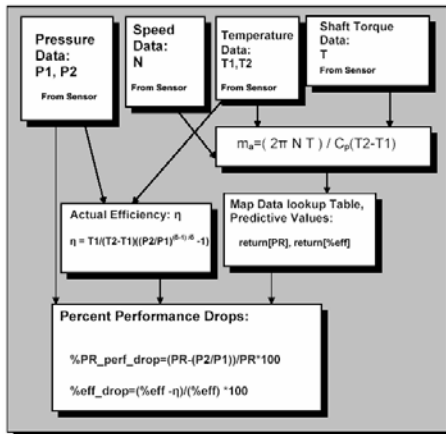 Pressure
Data:
P1, P2
From Sensor
Speed
Data:
N
From Sensor
Temperature
Data:
T1,T2
From Sensor
Shaft Torque
Data:
T
From Sensor
mₐ=( 2π N T ) / Cₚ(T2-T1)
Actual Efficiency: η
η = T1/(T2-T1)((P2/P1)^(ϐ-1)/ϐ -1)
Map Data lookup Table,
Predictive Values:
return[PR], return[%eff]
Percent Performance Drops:
%PR_perf_drop=(PR-(P2/P1))/PR*100
%eff_drop=(%eff -η)/(%eff) *100